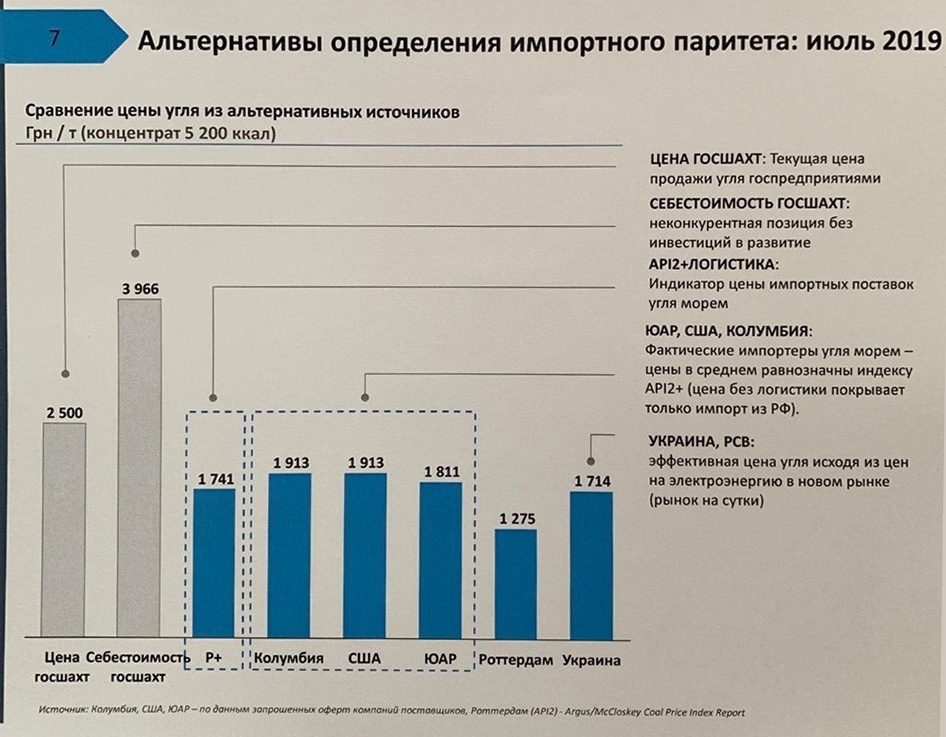 7
Альтернативы определения импортного паритета: июль 2019
Сравнение цены угля из альтернативных источников
Грн / т (концентрат 5 200 ккал)
ЦЕНА ГОСШАХТ: Текущая цена
продажи угля госпредприятиями
СЕБЕСТОИМОСТЬ ГОСШАХТ:
неконкурентная позиция без
инвестиций в развитие
API2+ЛОГИСТИКА:
Индикатор цены импортных поставок
угля морем
ЮАР, США, КОЛУМБИЯ:
Фактические импортеры угля морем –
цены в среднем равнозначны индексу
API2+ (цена без логистики покрывает
только импорт из РФ).
УКРАИНА, РСВ:
эффективная цена угля исходя из цен
на электроэнергию в новом рынке
(рынок на сутки)
2 500
3 966
1 741
1 913
1 913
1 811
1 275
1 714
Цена
госшахт
Себестоимость
госшахт
Р+
Колумбия
США
ЮАР
Роттердам
Украина
Источник: Колумбия, США, ЮАР – по данным запрошенных оферт компаний поставщиков, Роттердам (API2) - Argus/McCloskey Coal Price Index Report